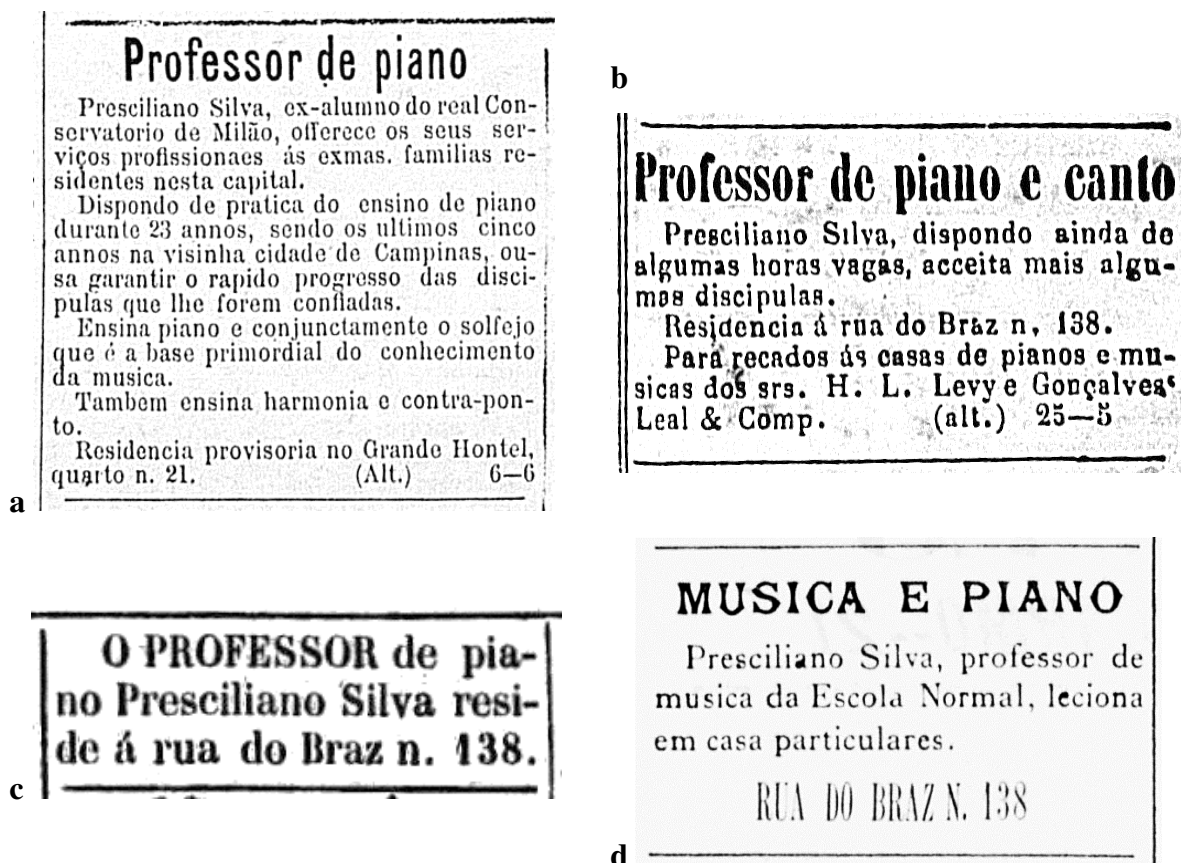 Professor de piano
Presciliano Silva, ex-alumno do real Con-
servatorio de Milão, offerece os seus ser-
viços profissionaes ás exmas. familias re-
sidentes nesta capital.
Dispondo de pratica do ensino de piano
durante 23 annos, sendo os ultimos cinco
annos na visinha cidade de Campinas, ou-
sa garantir o rapido progresso das disci-
pulas que lhe forem confiadas.
Ensina piano e conjunctamente o solfejo
que é a base primordial do conhecimento
da musica.
Tambem ensina harmonia e contra-pon-
to.
Residencia provisoria no Grande Hontel,
quarto n. 21. (Alt.) 6—6
a
b
Professor de piano e canto
Presciliano Silva, dispondo ainda de
algumas horas vagas, acceita mais algu-
mas discipulas.
Residencia á rua do Braz n. 138.
Para recados ás casas de pianos e mu-
sicas dos srs. H. L. Levy e Gonçalves
Leal & Comp. (alt.) 25—5
O PROFESSOR de pia-
no Presciliano Silva resi-
de á rua do Braz n. 138.
c
MUSICA E PIANO
Presciliano Silva, professor de
musica da Escola Normal, leciona
em casa particulares.
RUA DO BRAZ N. 138
d